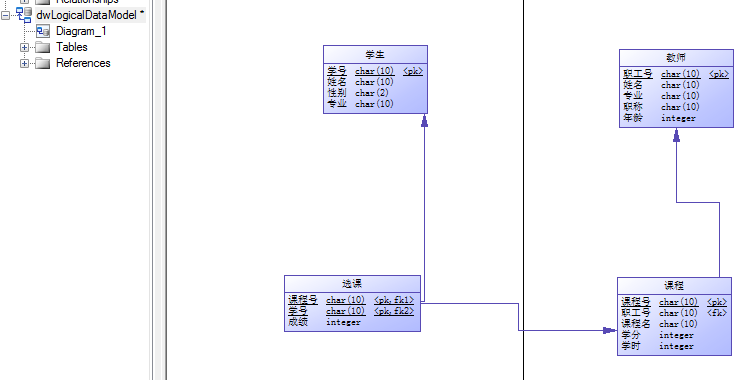 Relationships
dwLogicalDataModel *
Diagram_1
Tables
References
学生
学号 char(10) <pk>
姓名 char(10)
性别 char(2)
专业 char(10)
教师
职工号 char(10) <pk>
姓名 char(10)
专业 char(10)
职称 char(10)
年龄 integer
选课
课程号 char(10) <pk,fk1>
学号 char(10) <pk,fk2>
成绩 integer
课程
课程号 char(10) <pk>
职工号 char(10) <fk>
课程名 char(10)
学分 integer
学时 integer